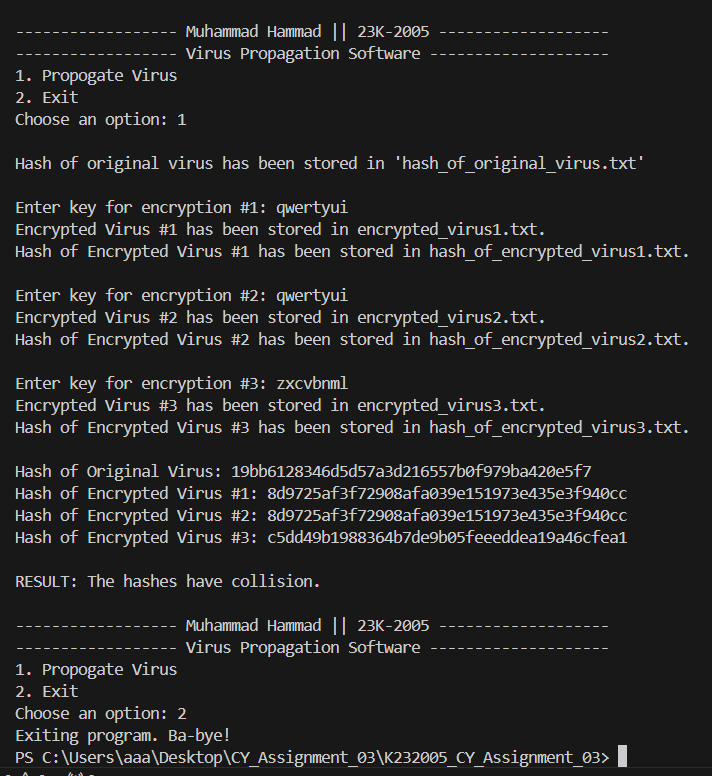 ------------------ Muhammad Hammad || 23K-2005 -------------------
------------------ Virus Propagation Software --------------------
1. Propogate Virus
2. Exit
Choose an option: 1
Hash of original virus has been stored in 'hash_of_original_virus.txt'
Enter key for encryption #1: qwertyui
Encrypted Virus #1 has been stored in encrypted_virus1.txt.
Hash of Encrypted Virus #1 has been stored in hash_of_encrypted_virus1.txt.
Enter key for encryption #2: qwertyui
Encrypted Virus #2 has been stored in encrypted_virus2.txt.
Hash of Encrypted Virus #2 has been stored in hash_of_encrypted_virus2.txt.
Enter key for encryption #3: zxcvbnml
Encrypted Virus #3 has been stored in encrypted_virus3.txt.
Hash of Encrypted Virus #3 has been stored in hash_of_encrypted_virus3.txt.
Hash of Original Virus: 19bb6128346d5d57a3d216557b0f979ba420e5f7
Hash of Encrypted Virus #1: 8d9725af3f72908afa039e151973e435e3f940cc
Hash of Encrypted Virus #2: 8d9725af3f72908afa039e151973e435e3f940cc
Hash of Encrypted Virus #3: c5dd49b1988364b7de9b05feeeddea19a46cfea1
RESULT: The hashes have collision.
------------------ Muhammad Hammad || 23K-2005 -------------------
------------------ Virus Propagation Software --------------------
1. Propogate Virus
2. Exit
Choose an option: 2
Exiting program. Ba-bye!
PS C:\Users\aaa\Desktop\CY_Assignment_03\K232005_CY_Assignment_03>